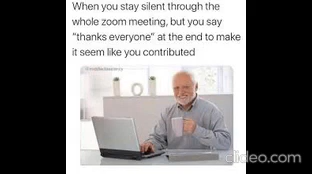 When you stay silent through the
whole zoom meeting, but you say
"thanks everyone" at the end to make
it seem like you contributed
clideo.com